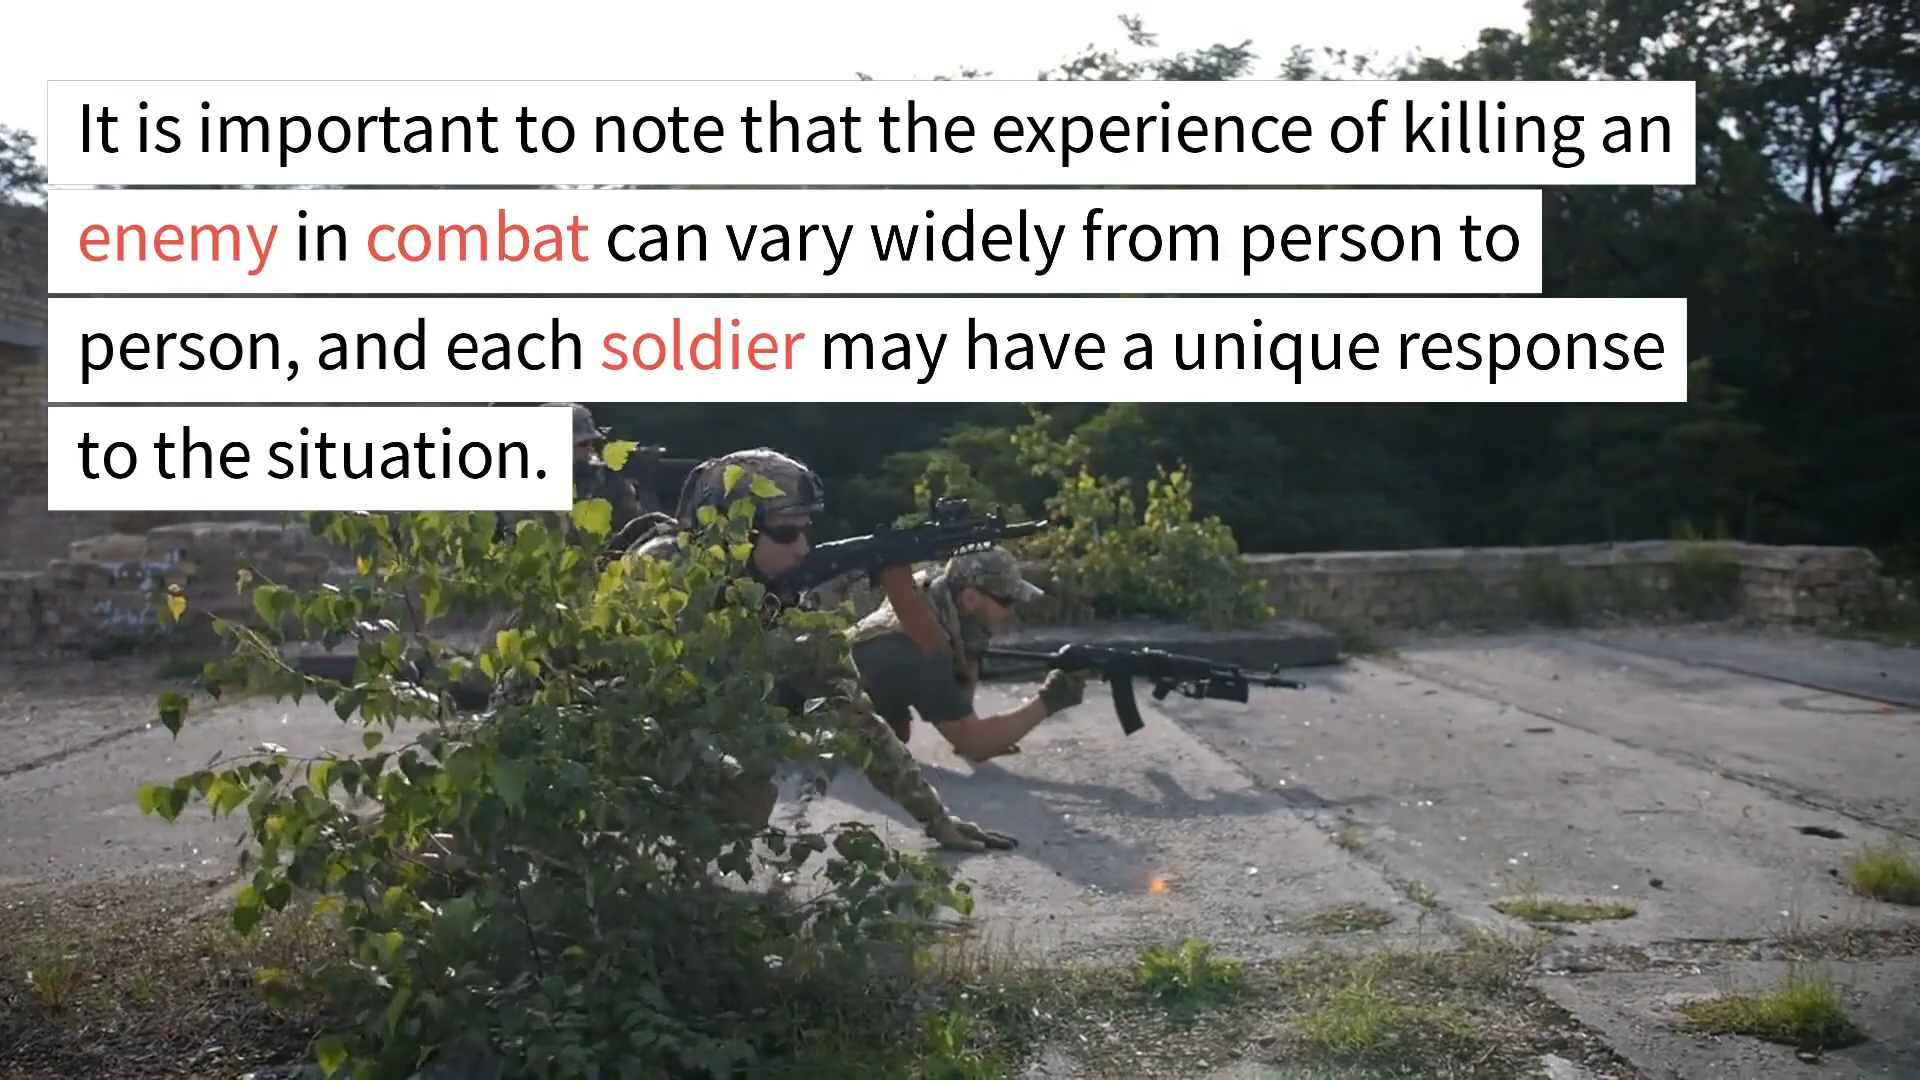 It is important to note that the experience of killing an
enemy in combat can vary widely from person to
person, and each soldier may have a unique response
to the situation.